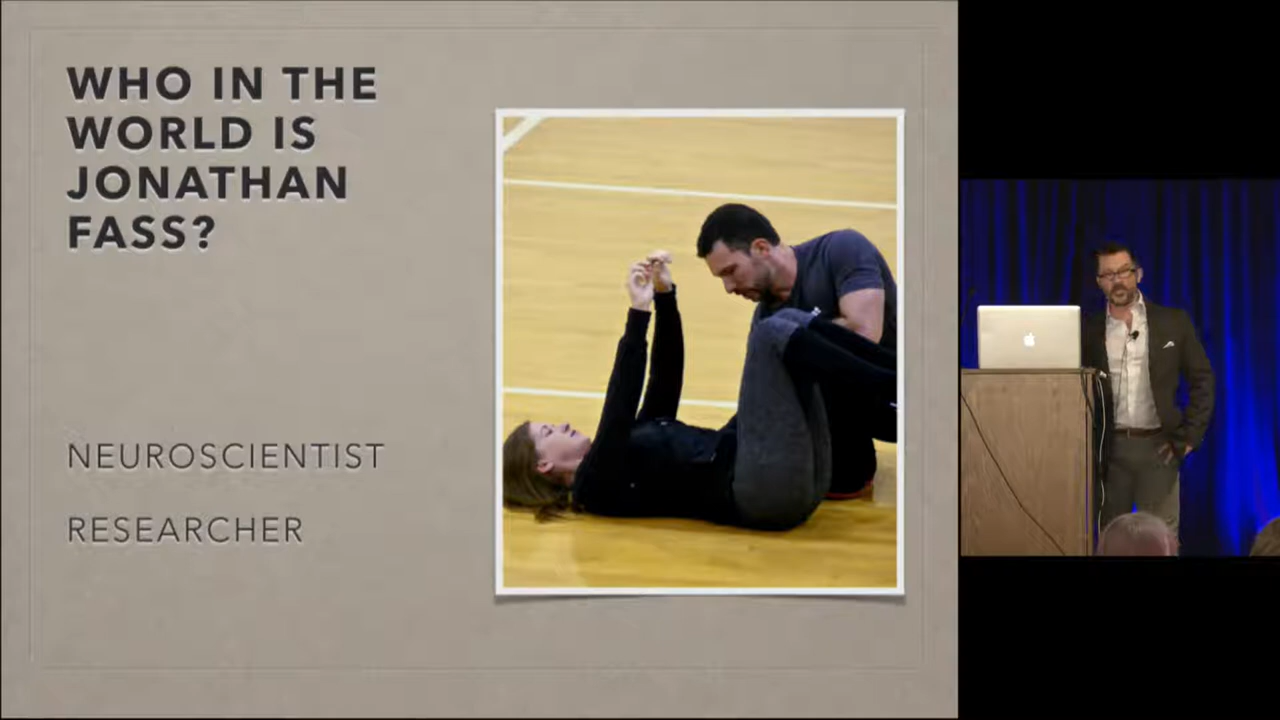 WHO IN THE
WORLD IS
JONATHAN
FASS?
NEUROSCIENTIST
RESEARCHER